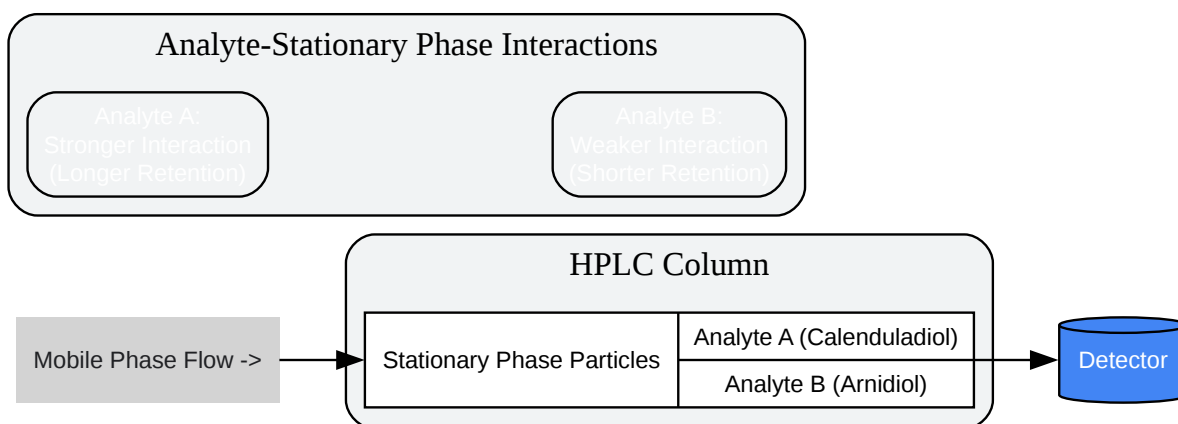 Analyte-Stationary Phase Interactions
Analyte A:
Stronger Interaction
(Longer Retention)
Analyte B:
Weaker Interaction
(Shorter Retention)
HPLC Column
Mobile Phase Flow ->
Stationary Phase Particles
Analyte A (Calenduladiol)
Analyte B (Arnidiol)
Detector